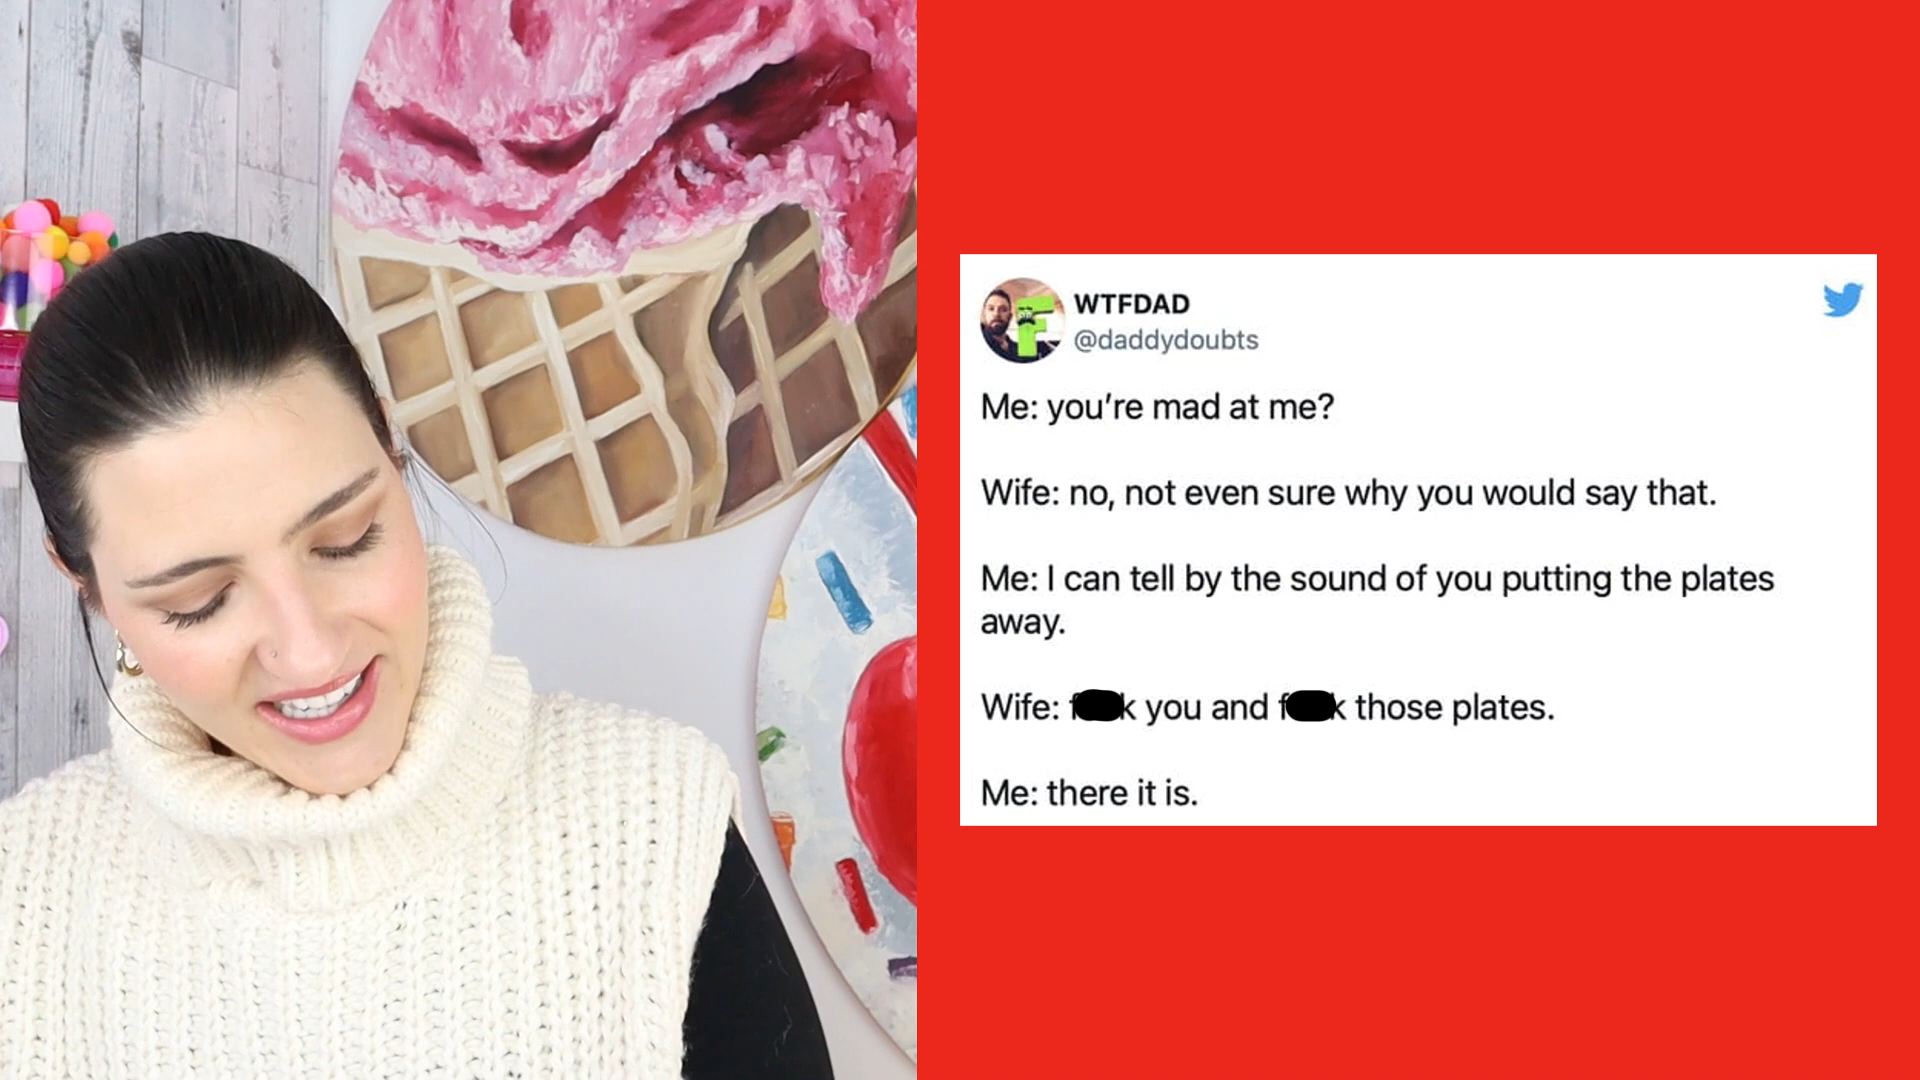 WTFDAD
@daddydoubts
Me: you're mad at me?
Wife: no, not even sure why you would say that.
Me: I can tell by the sound of you putting the plates
away.
Wife: f k you and f k those plates.
Me: there it is.